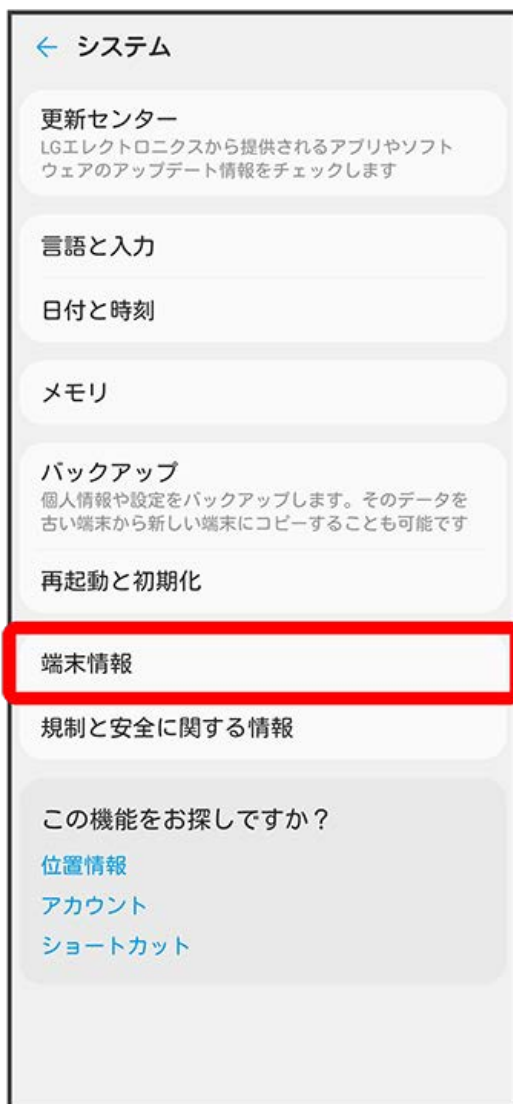 システム
更新センター
LGエレクトロニクスから提供されるアプリやソフト
ウェアのアップデート情報をチェックします
言語と入力
日付と時刻
メモリ
バックアップ
個人情報や設定をバックアップします。そのデータを
古い端末から新しい端末にコピーすることも可能です
再起動と初期化
端末情報
規制と安全に関する情報
この機能をお探しですか？
位置情報
アカウント
ショートカット